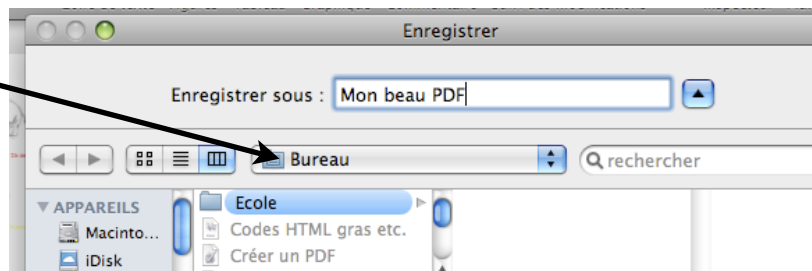 Enregistrer
Enregistrer sous : Mon beau PDF
Bureau
rechercher
APPAREILS
Ecole
Macinto...
Codes HTML gras etc.
iDisk
Créer un PDF